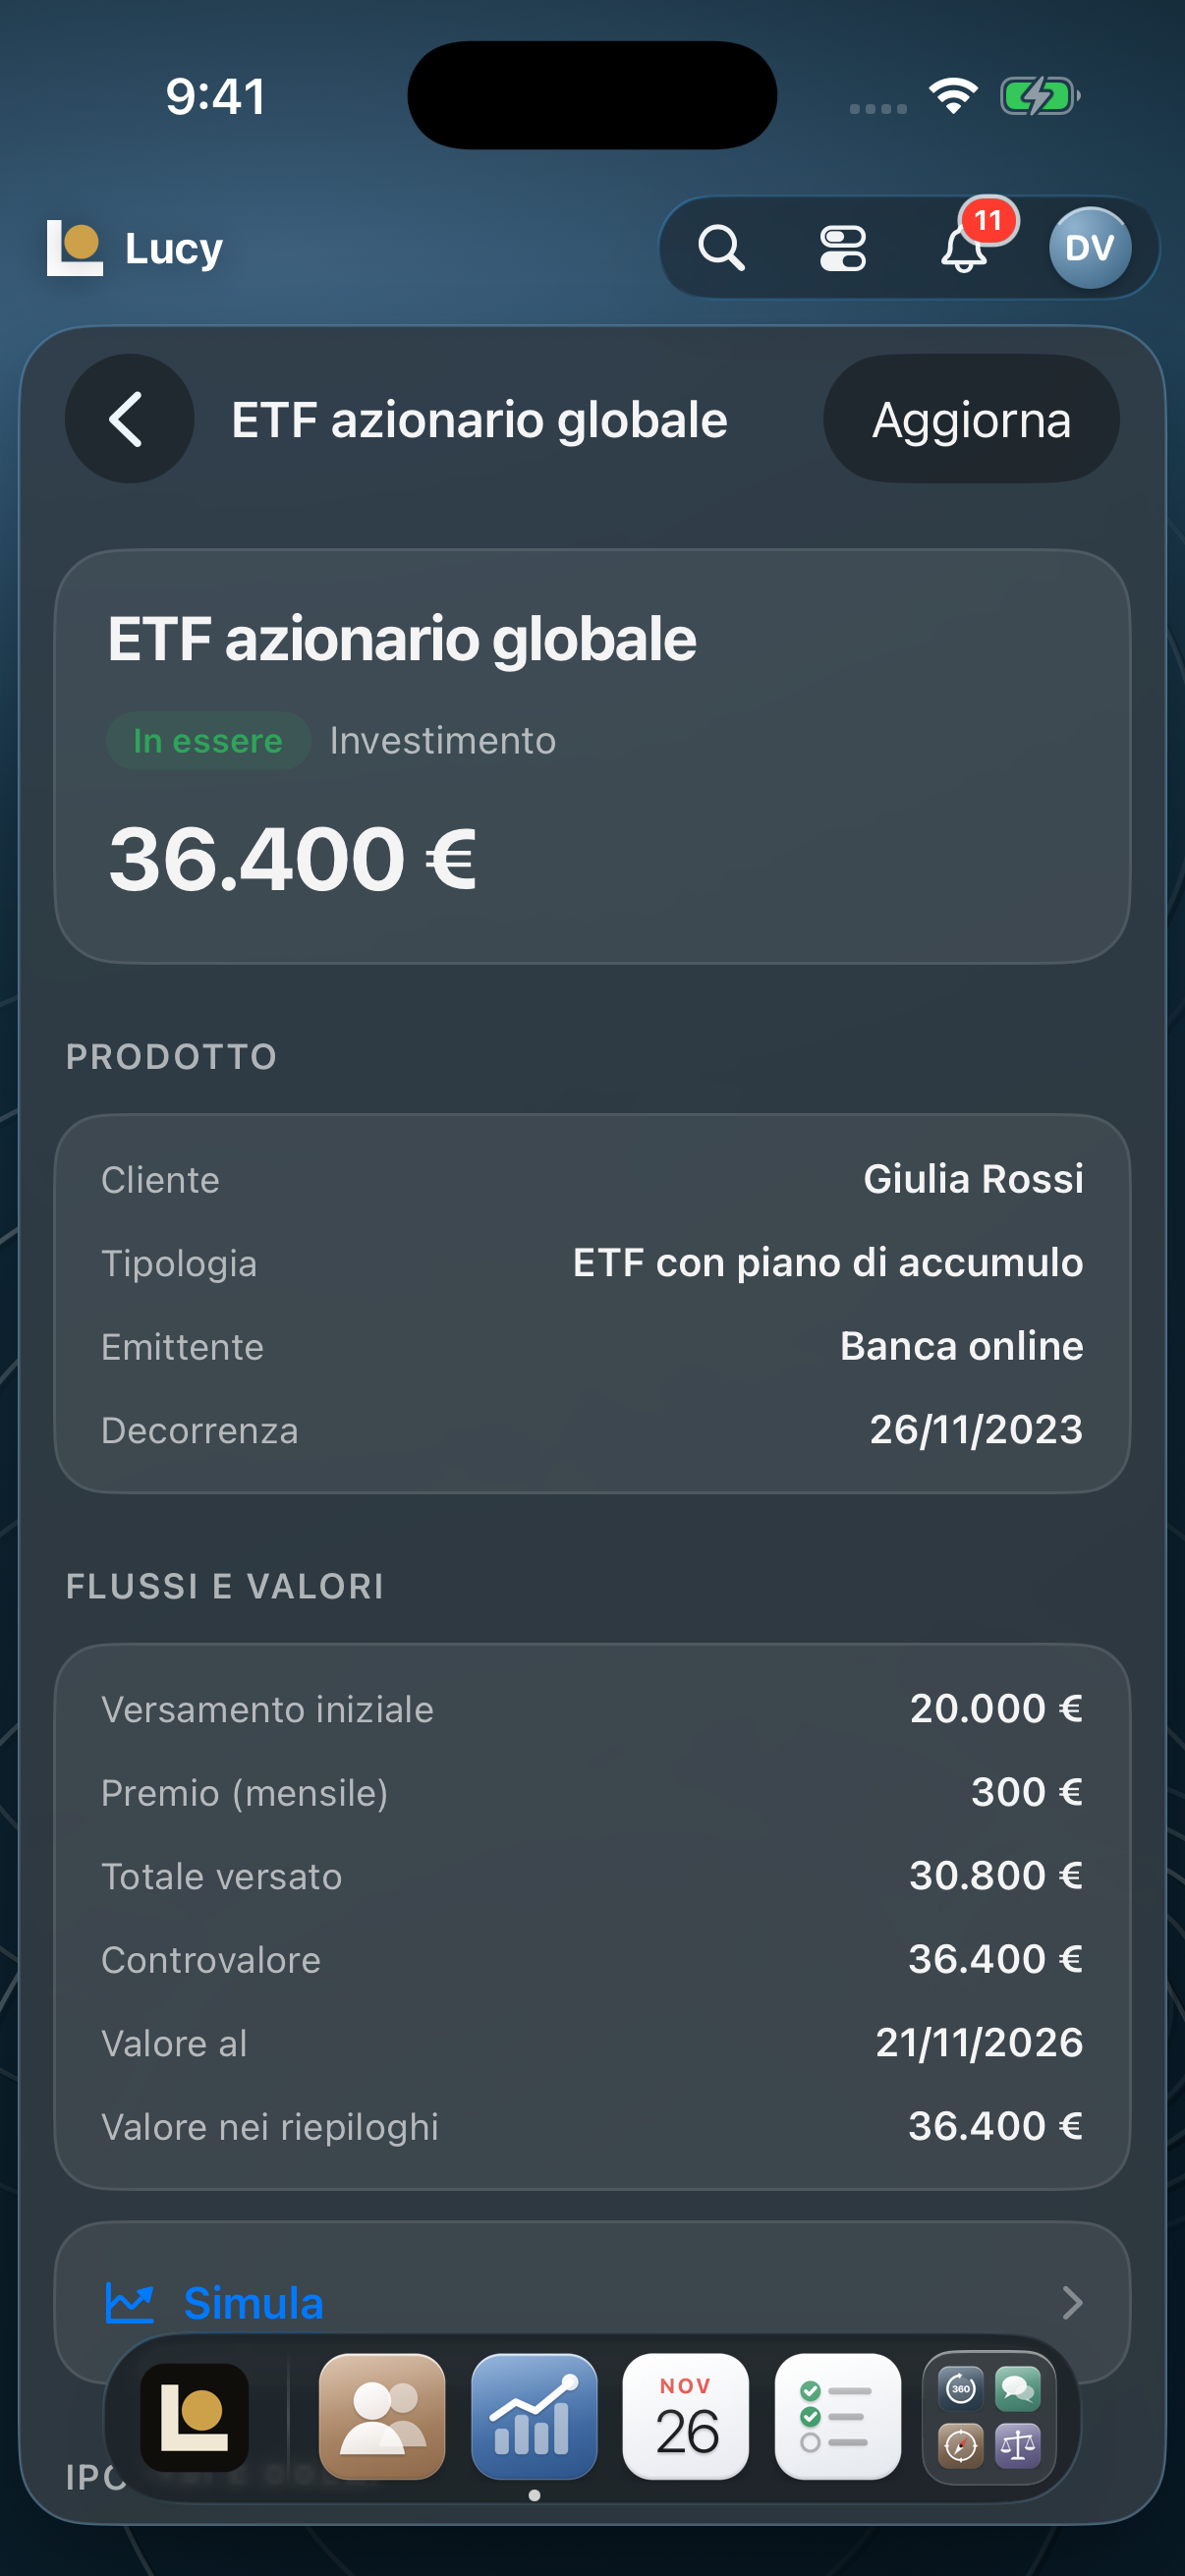 9:41
Lucy
11
DV
ETF azionario globale
Aggiorna
ETF azionario globale
In essere Investimento
36.400 €
PRODOTTO
Cliente Giulia Rossi
Tipologia ETF con piano di accumulo
Emittente Banca online
Decorrenza 26/11/2023
FLUSSI E VALORI
Versamento iniziale 20.000 €
Premio (mensile) 300 €
Totale versato 30.800 €
Controvalore 36.400 €
Valore al 21/11/2026
Valore nei riepiloghi 36.400 €
Simula
NOV
26
360